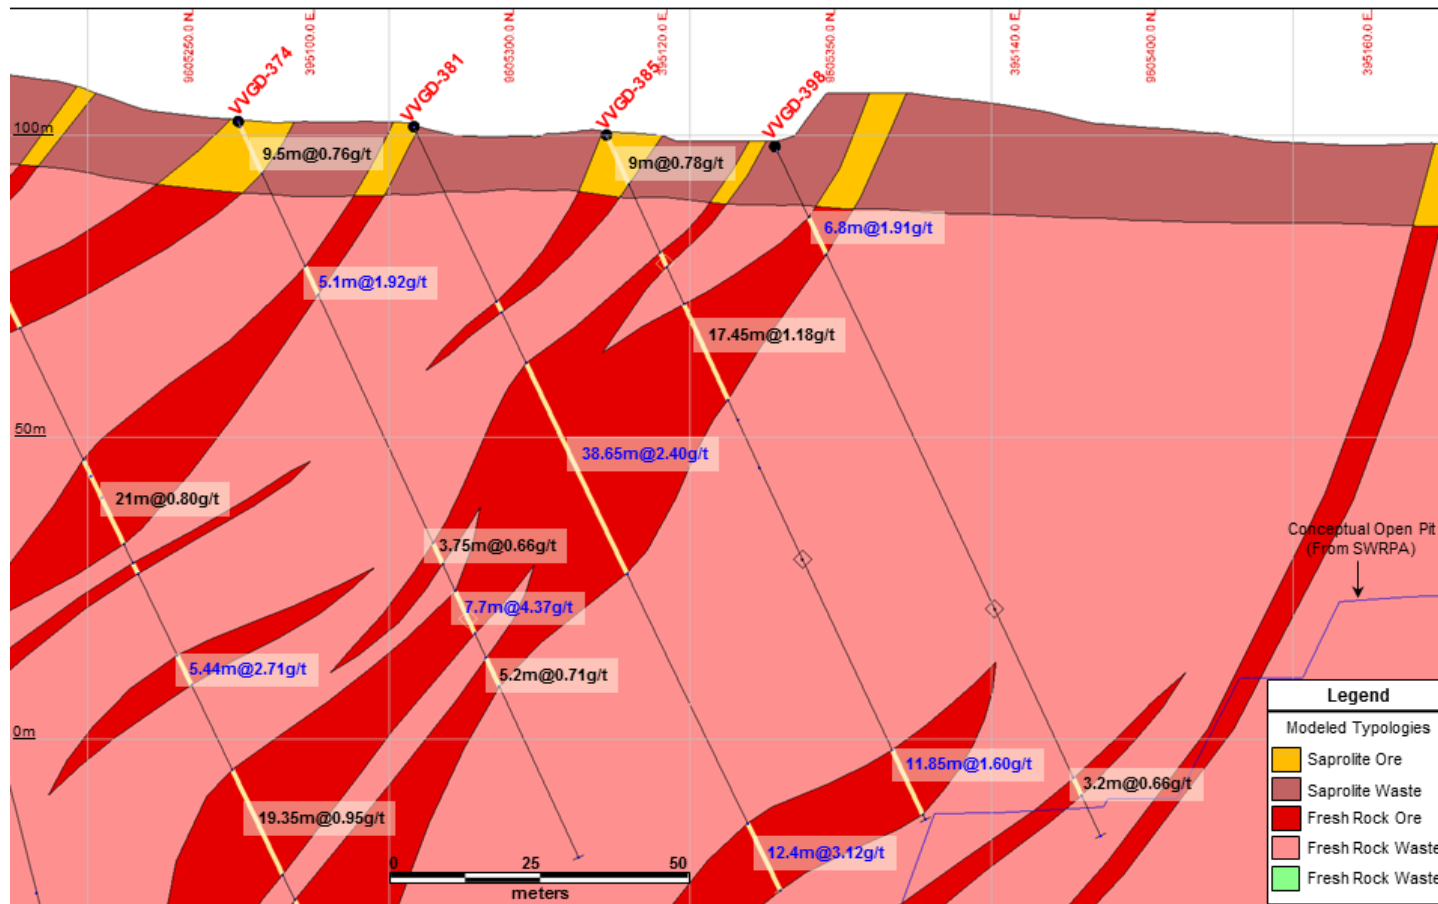 9605250.0 N
395100.0 E
9605300.0 N
395120.0 E
9605350.0 N
395140.0 E
9605400.0 N
395160.0 E
VVGD-374
VVGD-381
VVGD-385
VVGD-398
100m
9.5m@0.76g/t
9m@0.78g/t
6.8m@1.91g/t
5.1m@1.92g/t
17.45m@1.18g/t
50m
38.65m@2.40g/t
21m@0.80g/t
Conceptual Open Pit
(From SWRPA)
3.75m@0.66g/t
7.7m@4.37g/t
5.44m@2.71g/t
5.2m@0.71g/t
0m
11.85m@1.60g/t
3.2m@0.66g/t
19.35m@0.95g/t
12.4m@3.12g/t
0 25 50
meters
Legend
Modeled Typologies
Saprolite Ore
Saprolite Waste
Fresh Rock Ore
Fresh Rock Waste
Fresh Rock Waste